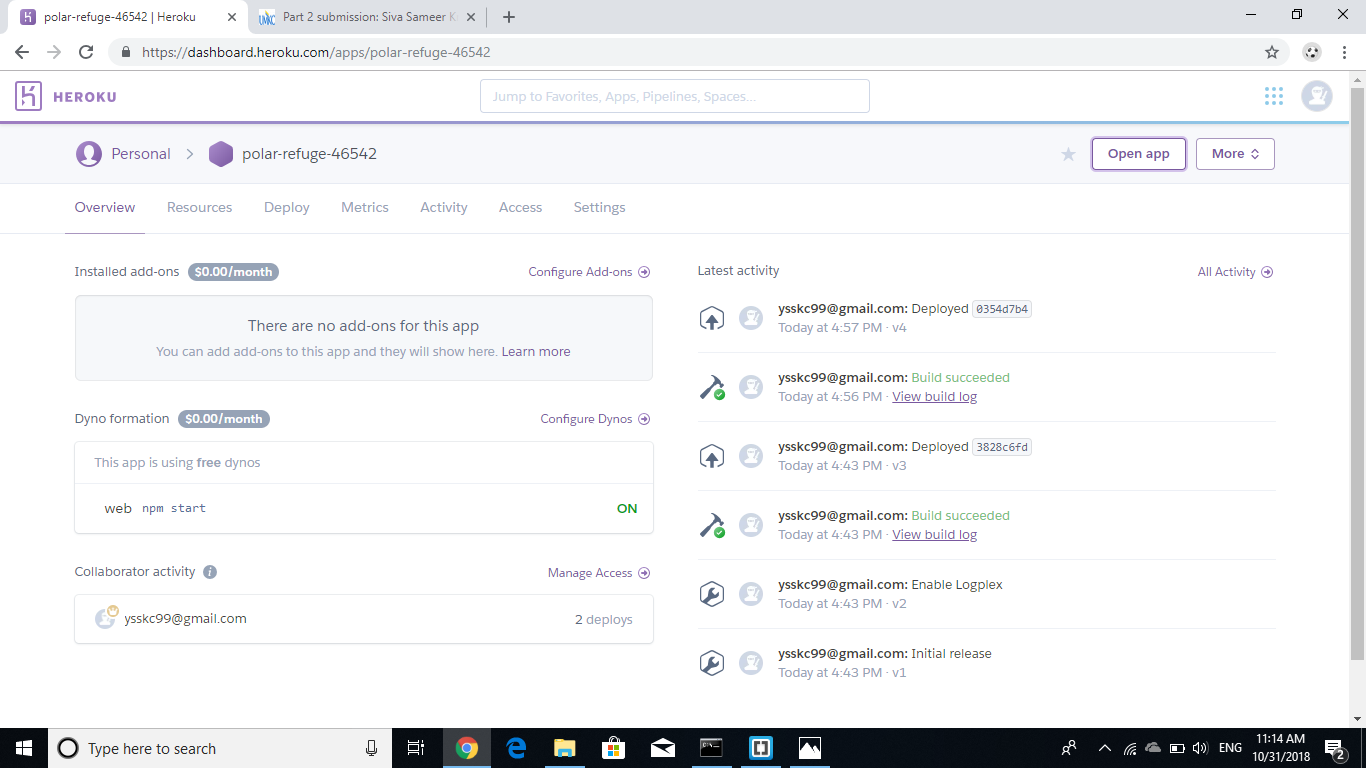 polar-refuge-46542 | Heroku
Part 2 submission: Siva Sameer
https://dashboard.heroku.com/apps/polar-refuge-46542
HEROKU
Jump to Favorites, Apps, Pipelines, Spaces...
Personal > polar-refuge-46542
Open app
More
Overview Resources Deploy Metrics Activity Access Settings
Installed add-ons $0.00/month
Configure Add-ons
There are no add-ons for this app
You can add add-ons to this app and they will show here. Learn more
Dyno formation $0.00/month
Configure Dynos
This app is using free dynos
web npm start ON
Collaborator activity i
Manage Access
ysskc99@gmail.com 2 deploys
Latest activity
All Activity
ysskc99@gmail.com: Deployed 0354d7b4
Today at 4:57 PM · v4
ysskc99@gmail.com: Build succeeded
Today at 4:56 PM · View build log
ysskc99@gmail.com: Deployed 3828c6fd
Today at 4:43 PM · v3
ysskc99@gmail.com: Build succeeded
Today at 4:43 PM · View build log
ysskc99@gmail.com: Enable Logplex
Today at 4:43 PM · v2
ysskc99@gmail.com: Initial release
Today at 4:43 PM · v1
Type here to search
ENG
11:14 AM
10/31/2018
2